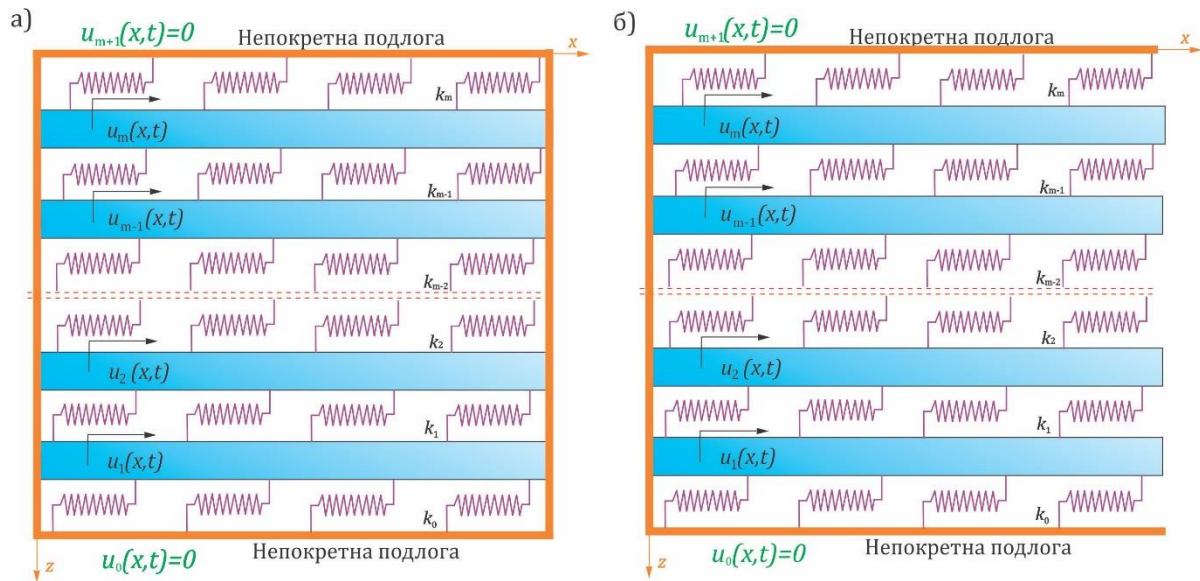 а)
u_{m+1}(x,t)=0
Непокретна подлога
x
k_m
u_m(x,t)
k_{m-1}
u_{m-1}(x,t)
k_{m-2}
k_2
u_2(x,t)
k_1
u_1(x,t)
k_0
u_0(x,t)=0
Непокретна подлога
z
б)
u_{m+1}(x,t)=0
Непокретна подлога
x
k_m
u_m(x,t)
k_{m-1}
u_{m-1}(x,t)
k_{m-2}
k_2
u_2(x,t)
k_1
u_1(x,t)
k_0
u_0(x,t)=0
Непокретна подлога
z